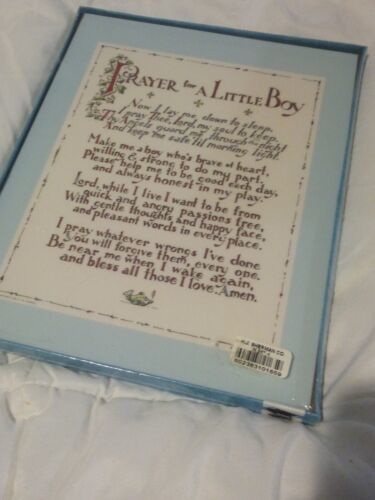 PRAYER for A LITTLE BOY
Now I lay me down to sleep,
I pray Thee, Lord, my soul to keep.
Thy Angels guard me through the night
And keep me safe til morning light.
Make me a boy who's brave at heart,
willing & strong to do my part,
Please help me to be good each day,
and always honest in my play.
Lord, while I live I want to be from
quick and angry passions free,
With gentle thoughts and happy face,
and pleasant words in every place.
I pray whatever wrongs I've done
You will forgive them, every one.
Be near me when I wake again,
and bless all those I love. Amen.
H.J. SHERMAN CO.
602383101659